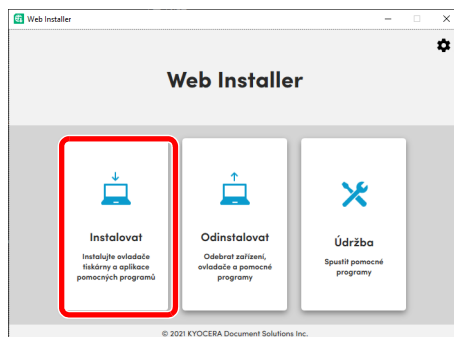 Web Installer
Web Installer
Instalovat
Instalujte ovladače
tiskárny a aplikace
pomocných programů
Odinstalovat
Odebrat zařízení,
ovladače a pomocné
programy
Údržba
Spustit pomocné
programy
© 2021 KYOCERA Document Solutions Inc.